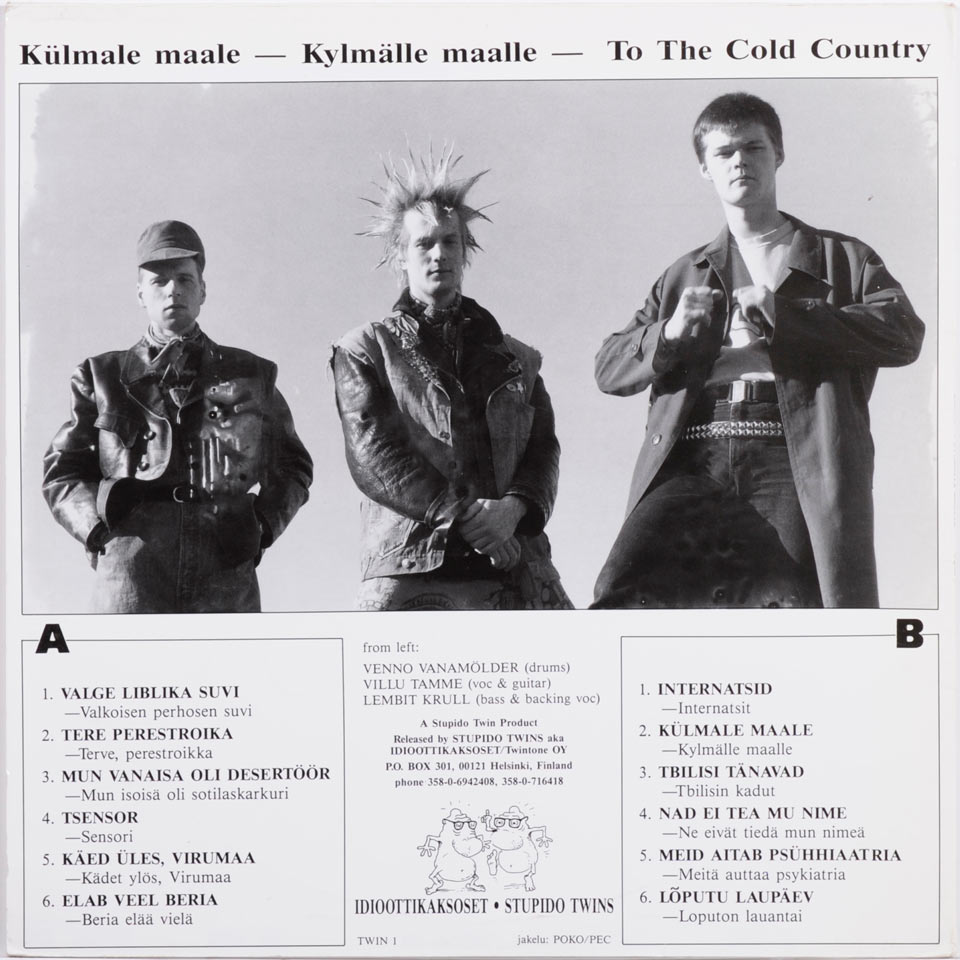 Külmale maale — Kylmälle maalle — To The Cold Country
A
1. VALGE LIBLIKA SUVI
—Valkoisen perhosen suvi
2. TERE PERESTROIKA
—Terve, perestroikka
3. MUN VANAISA OLI DESERTÖÖR
—Mun isoisä oli sotilaskarkuri
4. TSENSOR
—Sensori
5. KÄED ÜLES, VIRUMAA
—Kädet ylös, Virumaa
6. ELAB VEEL BERIA
—Beria elää vielä
from left:
VENNO VANAMÖLDER (drums)
VILLU TAMME (voc & guitar)
LEMBIT KRULL (bass & backing voc)
A Stupido Twin Product
Released by STUPIDO TWINS aka
IDIOOTTIKAKSOSET/Twintone OY
P.O. BOX 301, 00121 Helsinki, Finland
phone 358-0-6942408, 358-0-716418
IDIOOTTIKAKSOSET • STUPIDO TWINS
TWIN 1 jakelu: POKO/PEC
B
1. INTERNATSID
—Internatsit
2. KÜLMALE MAALE
—Kylmälle maalle
3. TBILISI TÄNAVAD
—Tbilisin kadut
4. NAD EI TEA MU NIME
—Ne eivät tiedä mun nimeä
5. MEID AITAB PSÜHHIAATRIA
—Meitä auttaa psykiatria
6. LÕPUTU LAUPÄEV
—Loputon lauantai